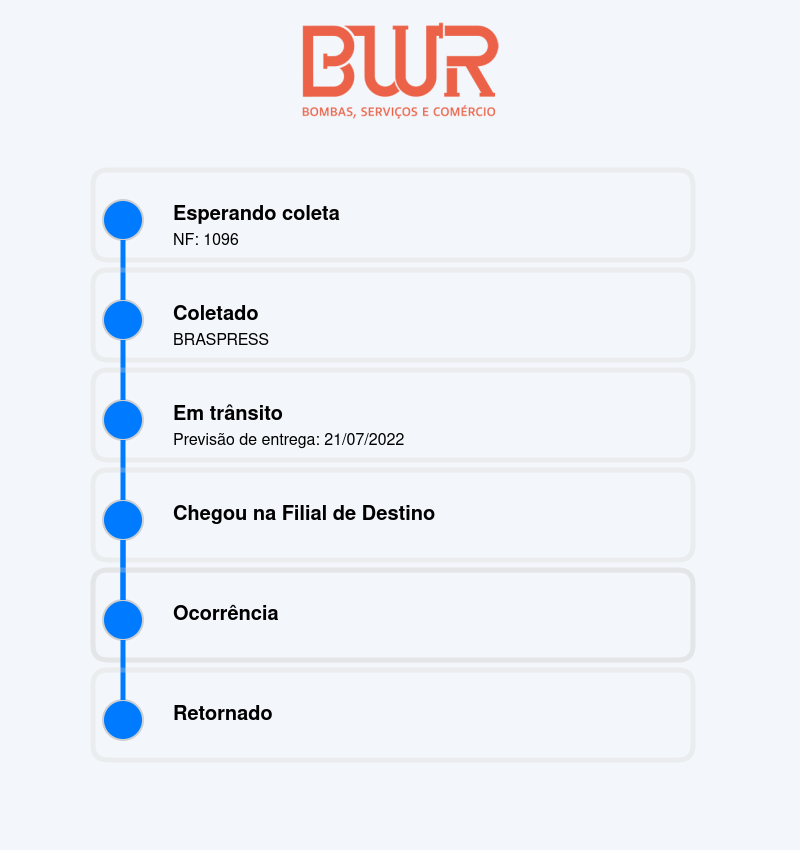 BWR
BOMBAS, SERVIÇOS E COMÉRCIO
Esperando coleta
NF: 1096
Coletado
BRASPRESS
Em trânsito
Previsão de entrega: 21/07/2022
Chegou na Filial de Destino
Ocorrência
Retornado